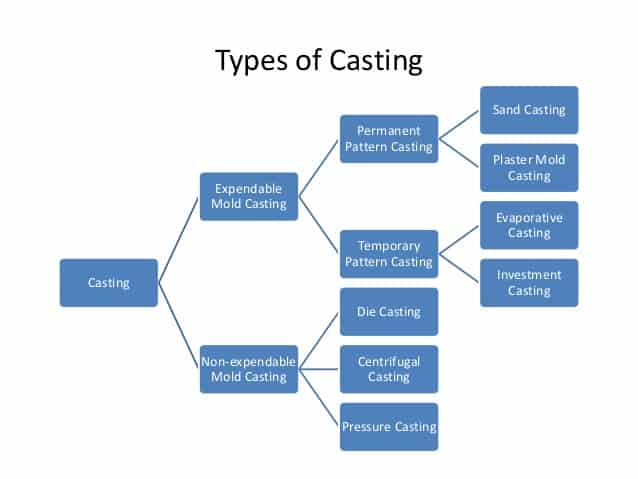 Types of Casting
Sand Casting
Permanent
Pattern Casting
Plaster Mold
Casting
Expendable
Mold Casting
Evaporative
Casting
Temporary
Pattern Casting
Investment
Casting
Casting
Die Casting
Non-expendable
Mold Casting
Centrifugal
Casting
Pressure Casting